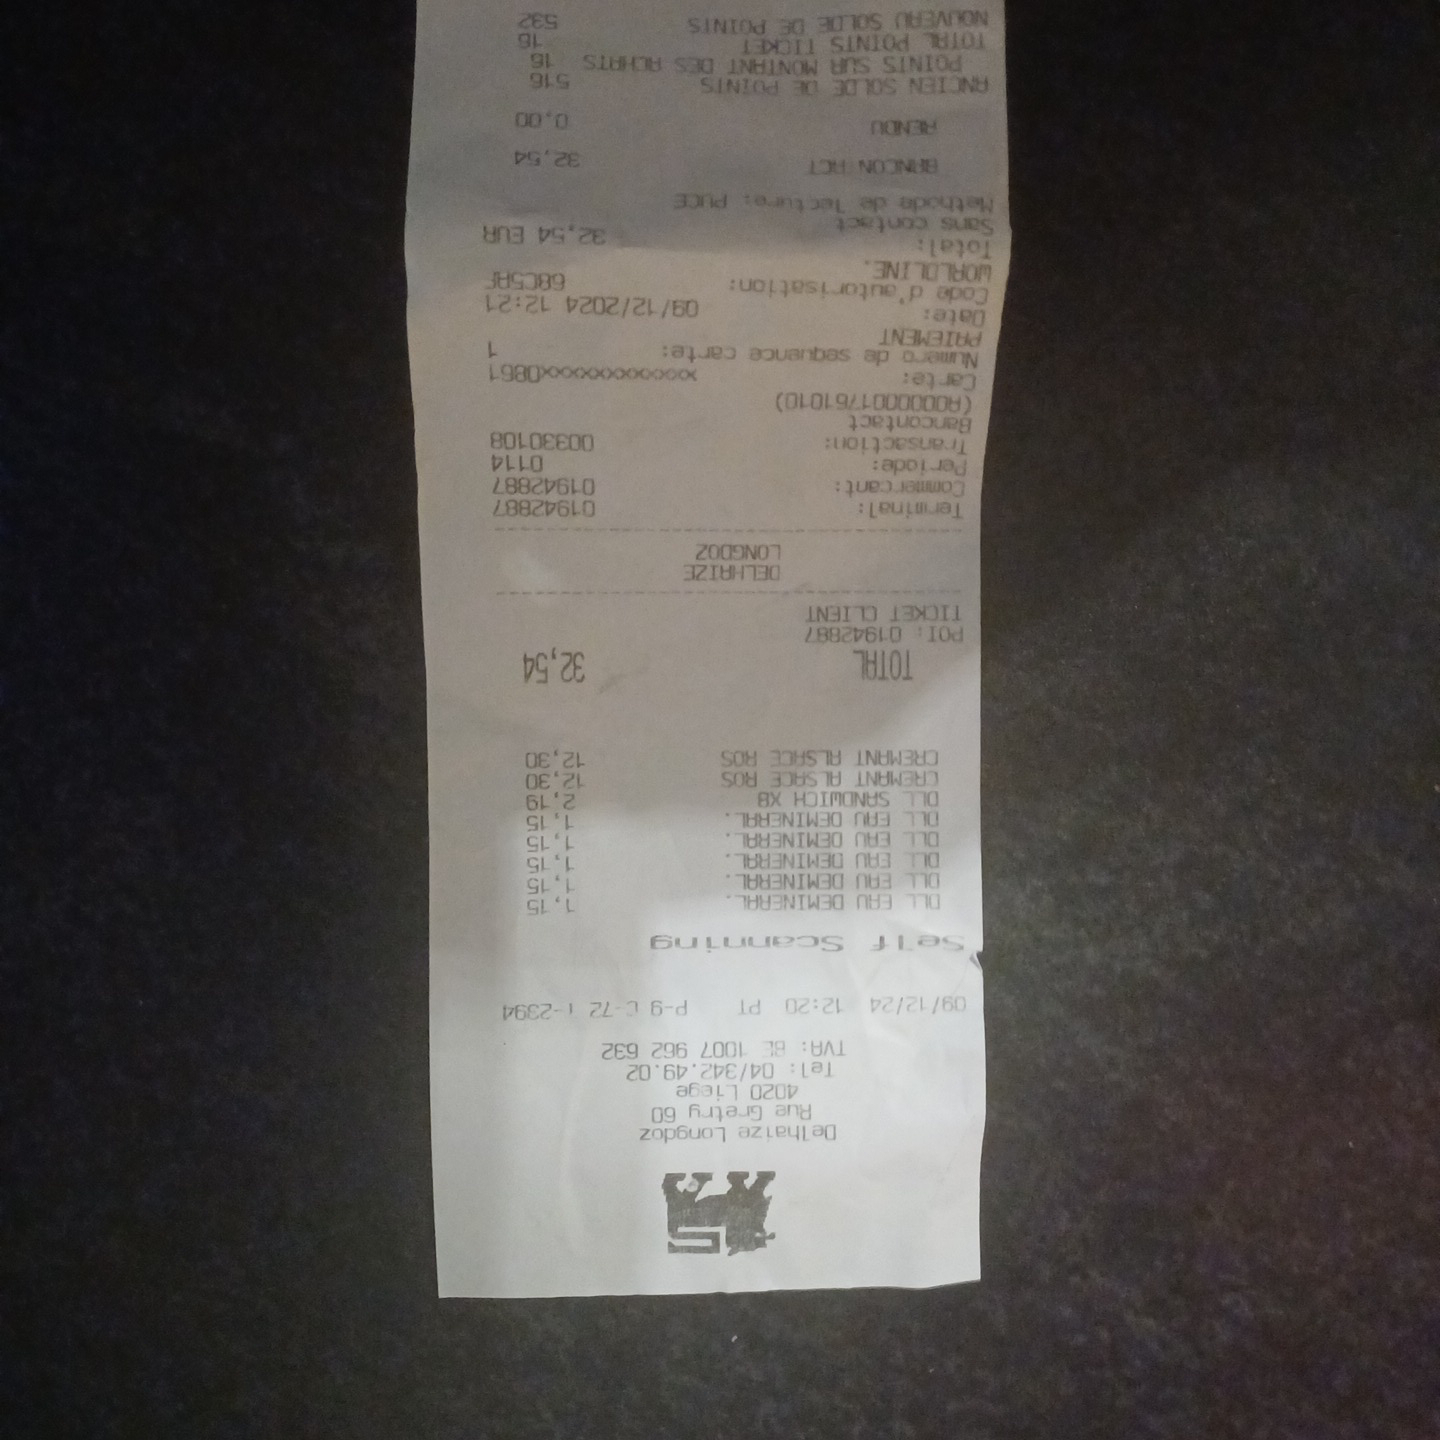 Delhaize Longdoz
Rue Gretry 60
4020 Liege
Tel: 04/342.49.02
TVA: BE 1007 962 632
09/12/24 12:20 PT P-9 C-72 T-2394
Self Scanning
DLL EAU DEMINERAL. 1,15
DLL EAU DEMINERAL. 1,15
DLL EAU DEMINERAL. 1,15
DLL EAU DEMINERAL. 1,15
DLL EAU DEMINERAL. 1,15
DLL SANDWICH X8 2,19
CREMANT ALSACE ROS 12,30
CREMANT ALSACE ROS 12,30
TOTAL 32,54
POI: 01942887
TICKET CLIENT
DELHAIZE
LONGDOZ
Terminal: 01942887
Commercant: 01942887
Periode: 0114
Transaction: 00330108
Bancontact
(A0000001761010)
Carte: xxxxxxxxxxxxx0861
Numero de sequence carte: 1
PAIEMENT
Date: 09/12/2024 12:21
Code d'autorisation: 68C5AF
WORLDLINE.
Total: 32,54 EUR
Sans contact
Methode de lecture: PUCE
BANCONTACT 32,54
RENDU 0,00
ANCIEN SOLDE DE POINTS 516
POINTS SUR MONTANT DES ACHATS 16
TOTAL POINTS TICKET 16
NOUVEAU SOLDE DE POINTS 532